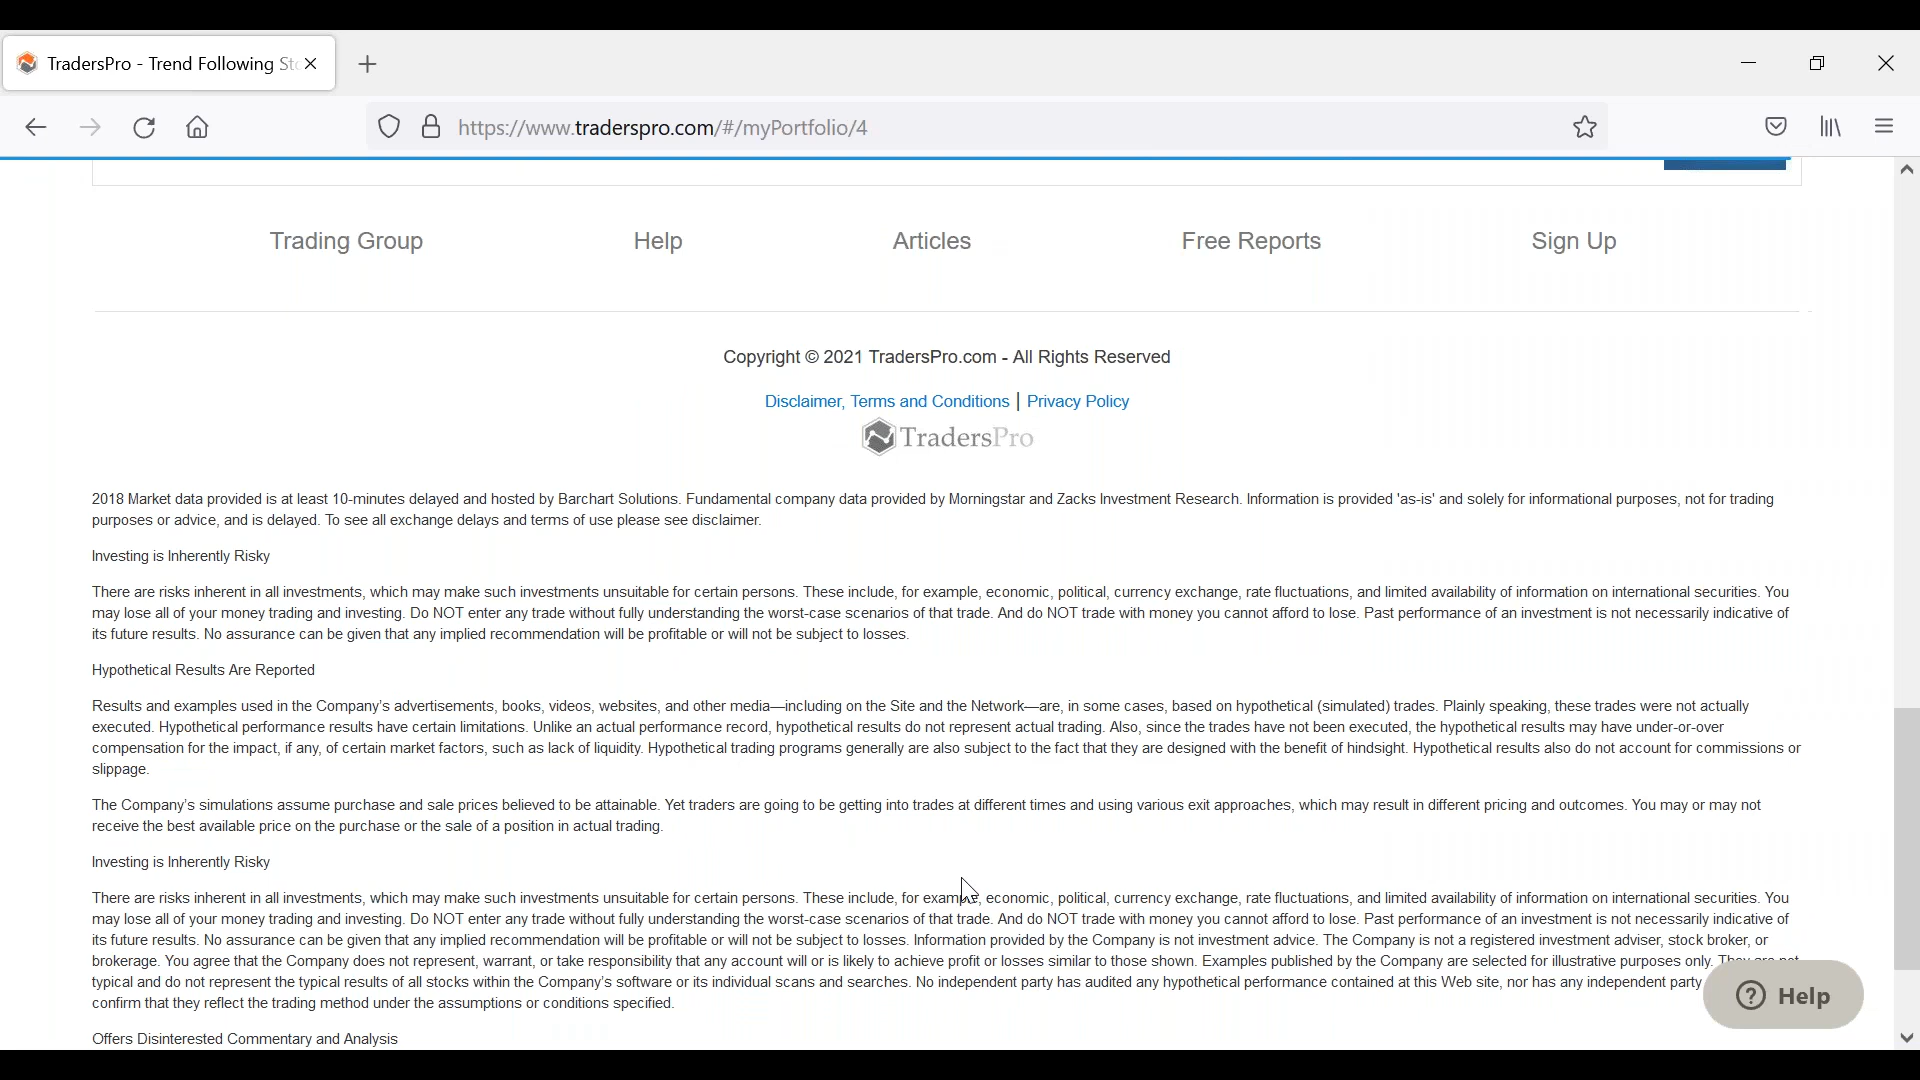 TradersPro - Trend Following St
https://www.traderspro.com/#/myPortfolio/4
Trading Group Help Articles Free Reports Sign Up
Copyright © 2021 TradersPro.com - All Rights Reserved
Disclaimer, Terms and Conditions | Privacy Policy
TradersPro
2018 Market data provided is at least 10-minutes delayed and hosted by Barchart Solutions. Fundamental company data provided by Morningstar and Zacks Investment Research. Information is provided 'as-is' and solely for informational purposes, not for trading
purposes or advice, and is delayed. To see all exchange delays and terms of use please see disclaimer.
Investing is Inherently Risky
There are risks inherent in all investments, which may make such investments unsuitable for certain persons. These include, for example, economic, political, currency exchange, rate fluctuations, and limited availability of information on international securities. You
may lose all of your money trading and investing. Do NOT enter any trade without fully understanding the worst-case scenarios of that trade. And do NOT trade with money you cannot afford to lose. Past performance of an investment is not necessarily indicative of
its future results. No assurance can be given that any implied recommendation will be profitable or will not be subject to losses.
Hypothetical Results Are Reported
Results and examples used in the Company's advertisements, books, videos, websites, and other media—including on the Site and the Network—are, in some cases, based on hypothetical (simulated) trades. Plainly speaking, these trades were not actually
executed. Hypothetical performance results have certain limitations. Unlike an actual performance record, hypothetical results do not represent actual trading. Also, since the trades have not been executed, the hypothetical results may have under-or-over
compensation for the impact, if any, of certain market factors, such as lack of liquidity. Hypothetical trading programs generally are also subject to the fact that they are designed with the benefit of hindsight. Hypothetical results also do not account for commissions or
slippage.
The Company's simulations assume purchase and sale prices believed to be attainable. Yet traders are going to be getting into trades at different times and using various exit approaches, which may result in different pricing and outcomes. You may or may not
receive the best available price on the purchase or the sale of a position in actual trading.
Investing is Inherently Risky
There are risks inherent in all investments, which may make such investments unsuitable for certain persons. These include, for example, economic, political, currency exchange, rate fluctuations, and limited availability of information on international securities. You
may lose all of your money trading and investing. Do NOT enter any trade without fully understanding the worst-case scenarios of that trade. And do NOT trade with money you cannot afford to lose. Past performance of an investment is not necessarily indicative of
its future results. No assurance can be given that any implied recommendation will be profitable or will not be subject to losses. Information provided by the Company is not investment advice. The Company is not a registered investment adviser, stock broker, or
brokerage. You agree that the Company does not represent, warrant, or take responsibility that any account will or is likely to achieve profit or losses similar to those shown. Examples published by the Company are selected for illustrative purposes only. They are not
typical and do not represent the typical results of all stocks within the Company's software or its individual scans and searches. No independent party has audited any hypothetical performance contained at this Web site, nor has any independent party
confirm that they reflect the trading method under the assumptions or conditions specified.
Help
Offers Disinterested Commentary and Analysis